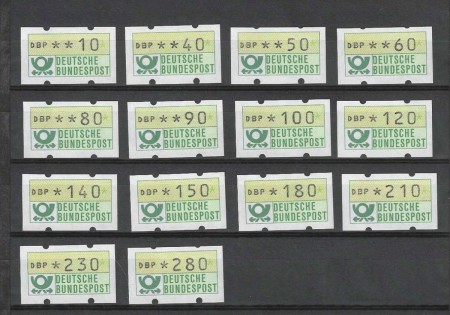 DBP **10
DEUTSCHE
BUNDESPOST
DBP **40
DEUTSCHE
BUNDESPOST
DBP **50
DEUTSCHE
BUNDESPOST
DBP **60
DEUTSCHE
BUNDESPOST
DBP **80
DEUTSCHE
BUNDESPOST
DBP **90
DEUTSCHE
BUNDESPOST
DBP *100
DEUTSCHE
BUNDESPOST
DBP *120
DEUTSCHE
BUNDESPOST
DBP *140
DEUTSCHE
BUNDESPOST
DBP *150
DEUTSCHE
BUNDESPOST
DBP *180
DEUTSCHE
BUNDESPOST
DBP *210
DEUTSCHE
BUNDESPOST
DBP *230
DEUTSCHE
BUNDESPOST
DBP *280
DEUTSCHE
BUNDESPOST